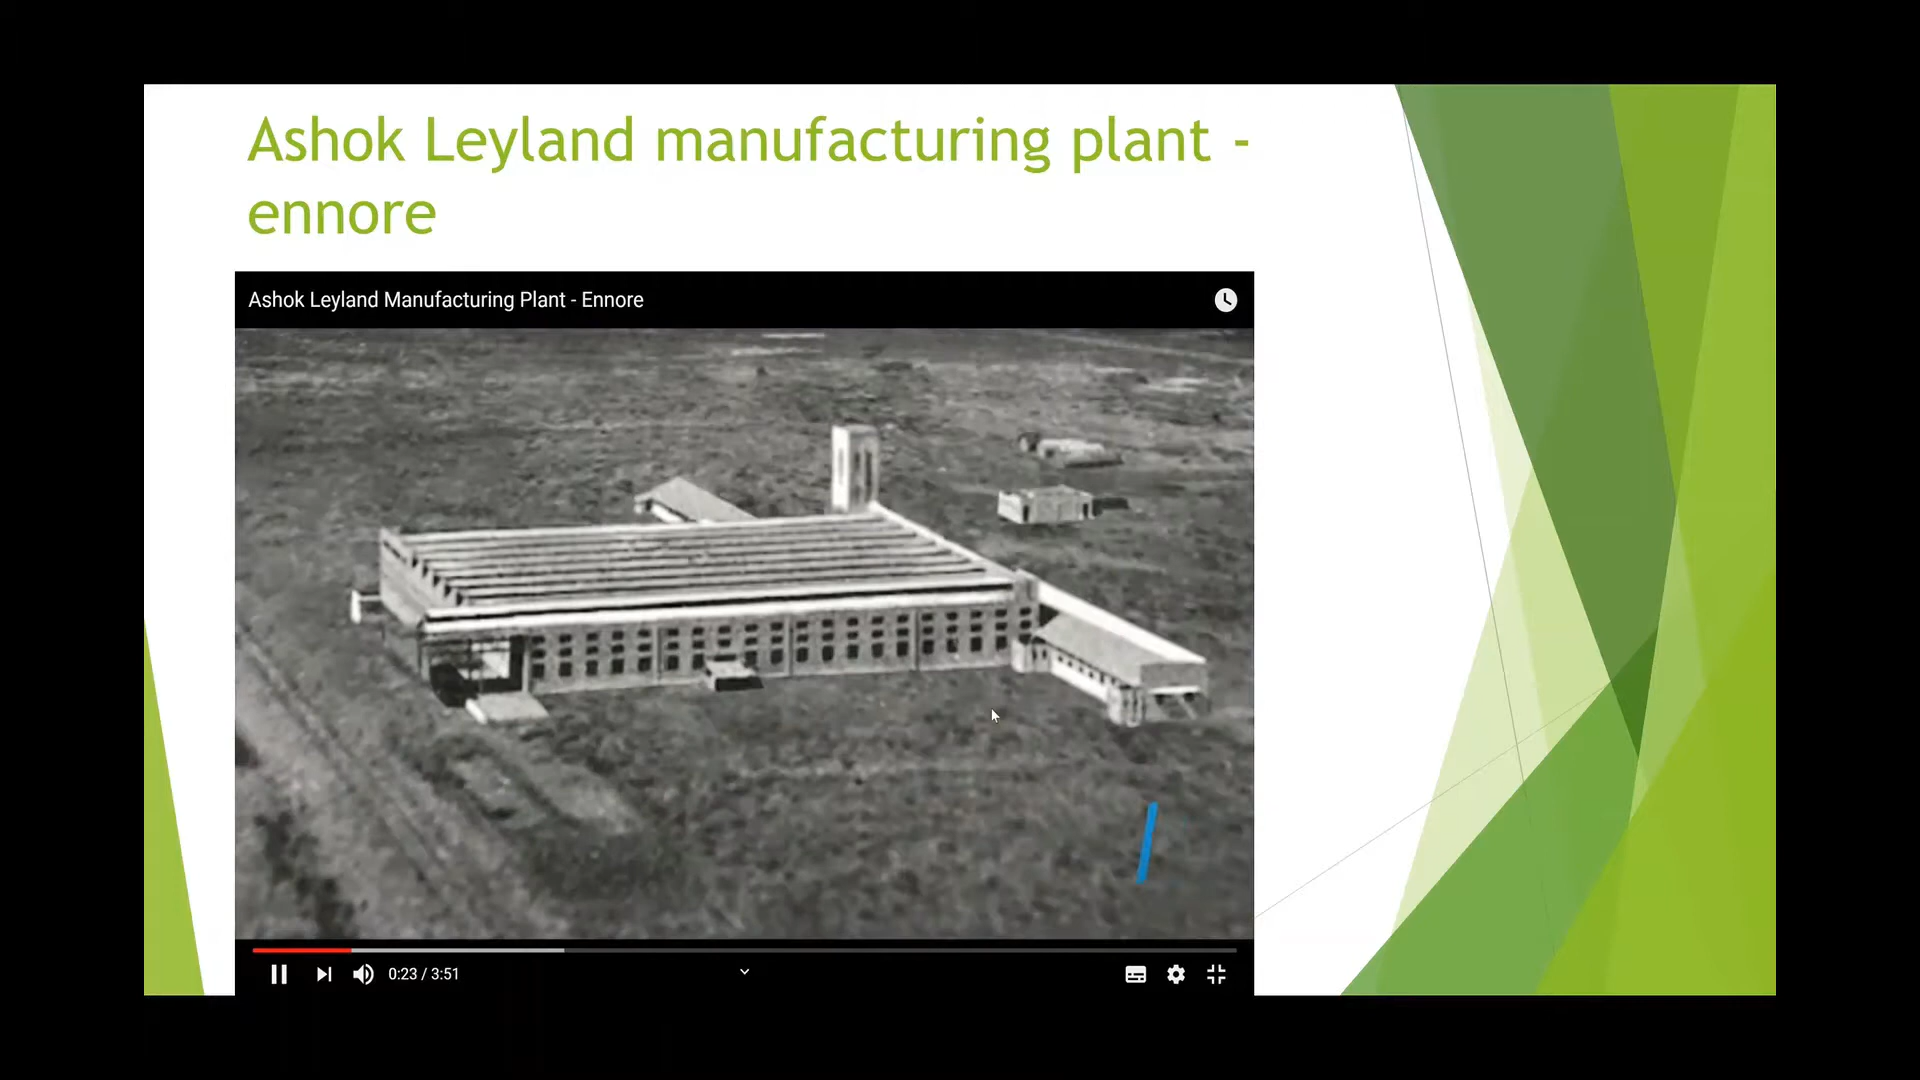 Ashok Leyland manufacturing plant -
ennore
Ashok Leyland Manufacturing Plant - Ennore
0:23 / 3:51